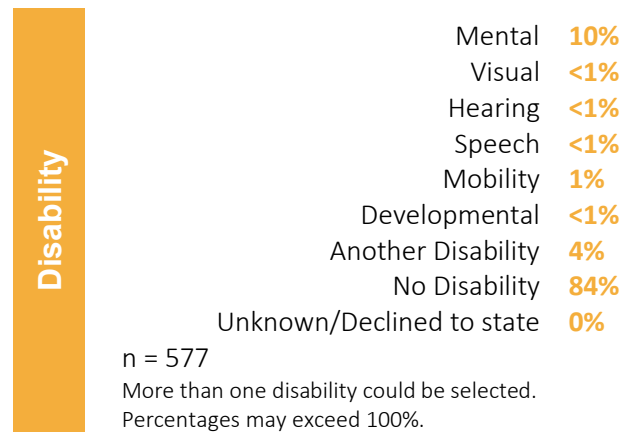 Disability
Mental 10%
Visual <1%
Hearing <1%
Speech <1%
Mobility 1%
Developmental <1%
Another Disability 4%
No Disability 84%
Unknown/Declined to state 0%
n = 577
More than one disability could be selected.
Percentages may exceed 100%.